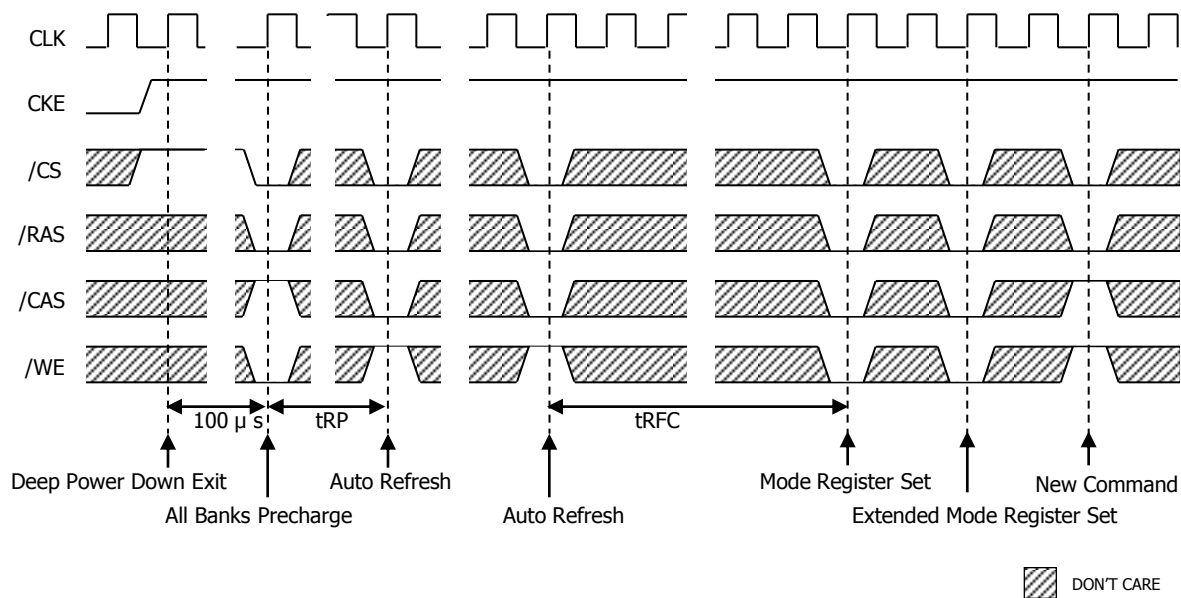 CLK
CKE
/CS
/RAS
/CAS
/WE
100 μ s
tRP
tRFC
Deep Power Down Exit
Auto Refresh
Mode Register Set
New Command
All Banks Precharge
Auto Refresh
Extended Mode Register Set
DON'T CARE